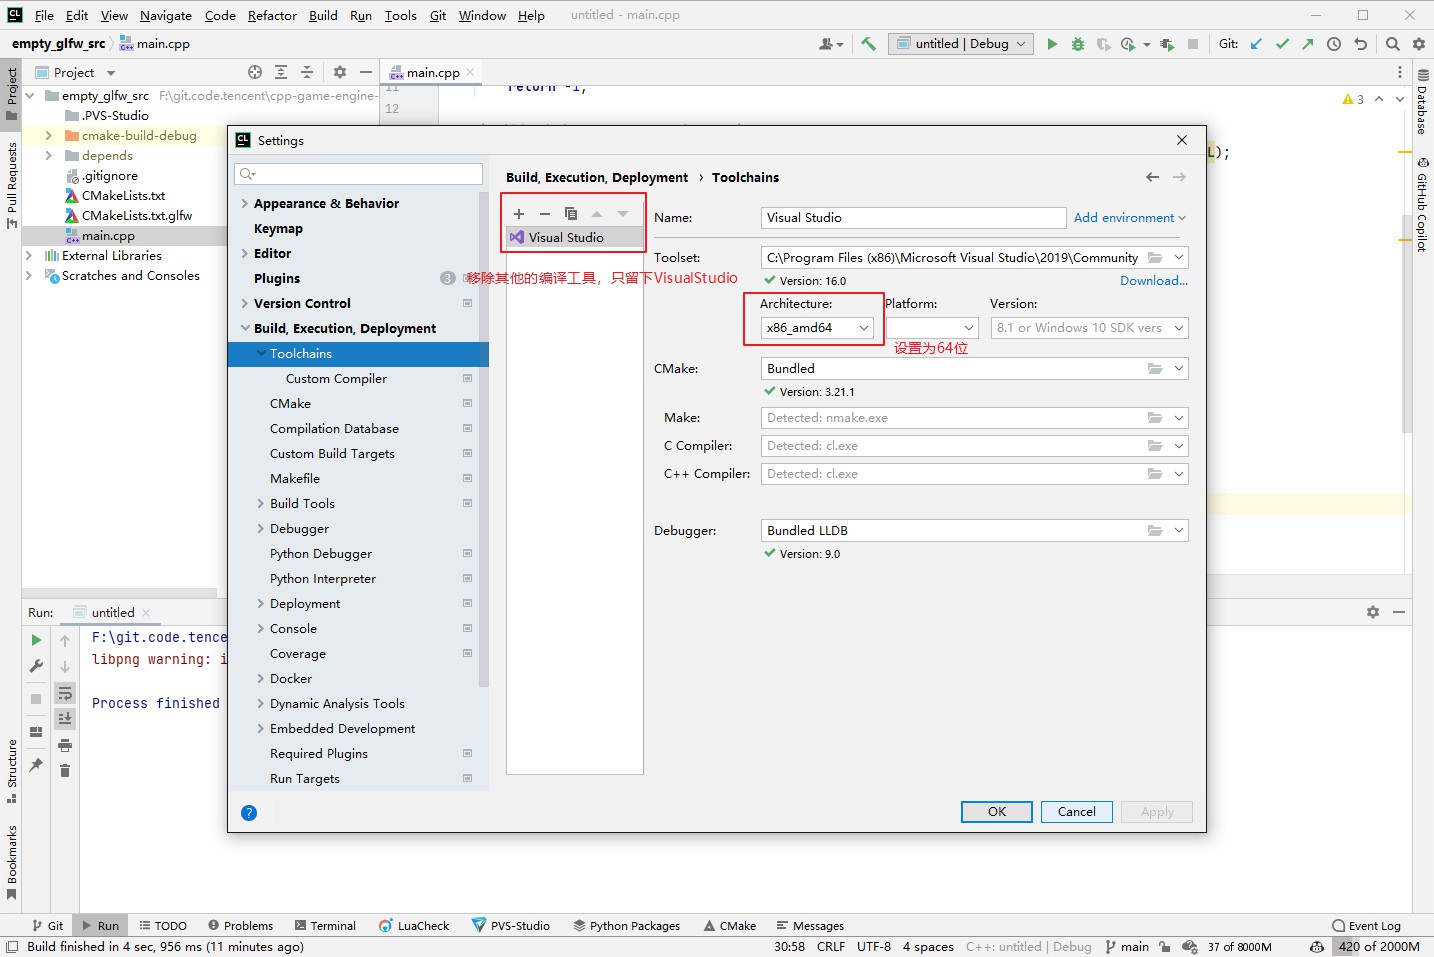 File Edit View Navigate Code Refactor Build Run Tools Git Window Help untitled - main.cpp
empty_glfw_src main.cpp untitled | Debug Git:
Project main.cpp
empty_glfw_src F:\git.code.tencent\cpp-game-engine-
.PVS-Studio
cmake-build-debug
depends
.gitignore
CMakeLists.txt
CMakeLists.txt.glfw
main.cpp
External Libraries
Scratches and Consoles
11 return -1;
12
3
L);
Project
Pull Requests
Structure
Bookmarks
Database
GitHub Copilot
Settings
Appearance & Behavior
Keymap
Editor
Plugins 3
Version Control
Build, Execution, Deployment
Toolchains
Custom Compiler
CMake
Compilation Database
Custom Build Targets
Makefile
Build Tools
Debugger
Python Debugger
Python Interpreter
Deployment
Console
Coverage
Docker
Dynamic Analysis Tools
Embedded Development
Required Plugins
Run Targets
Build, Execution, Deployment › Toolchains
Visual Studio
移除其他的编译工具，只留下VisualStudio
Name: Visual Studio Add environment
Toolset: C:\Program Files (x86)\Microsoft Visual Studio\2019\Community
Version: 16.0 Download...
Architecture: Platform: Version:
x86_amd64 8.1 or Windows 10 SDK vers
设置为64位
CMake: Bundled
Version: 3.21.1
Make: Detected: nmake.exe
C Compiler: Detected: cl.exe
C++ Compiler: Detected: cl.exe
Debugger: Bundled LLDB
Version: 9.0
? OK Cancel Apply
Run: untitled
F:\git.code.tence
libpng warning: i
Process finished
Git Run TODO Problems Terminal LuaCheck PVS-Studio Python Packages CMake Messages Event Log
Build finished in 4 sec, 956 ms (11 minutes ago) 30:58 CRLF UTF-8 4 spaces C++: untitled | Debug main 37 of 8000M 420 of 2000M